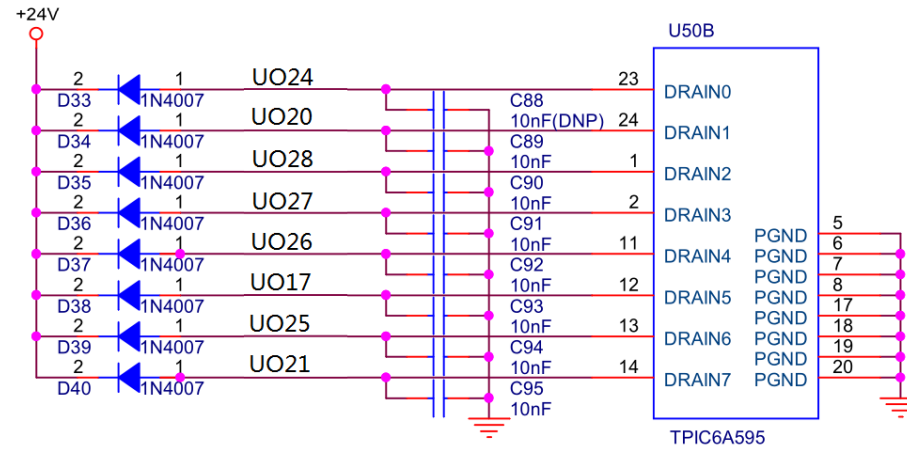 +24V
U50B
2 1 UO24 23 DRAIN0
D33 1N4007 C88
10nF(DNP)
2 1 UO20 24 DRAIN1
D34 1N4007 C89
10nF
2 1 UO28 1 DRAIN2
D35 1N4007 C90
10nF
2 1 UO27 2 DRAIN3
D36 1N4007 C91
10nF
2 1 UO26 11 DRAIN4
D37 1N4007 C92
10nF
2 1 UO17 12 DRAIN5
D38 1N4007 C93
10nF
2 1 UO25 13 DRAIN6
D39 1N4007 C94
10nF
2 1 UO21 14 DRAIN7
D40 1N4007 C95
10nF
PGND 5
PGND 6
PGND 7
PGND 8
PGND 17
PGND 18
PGND 19
PGND 20
TPIC6A595